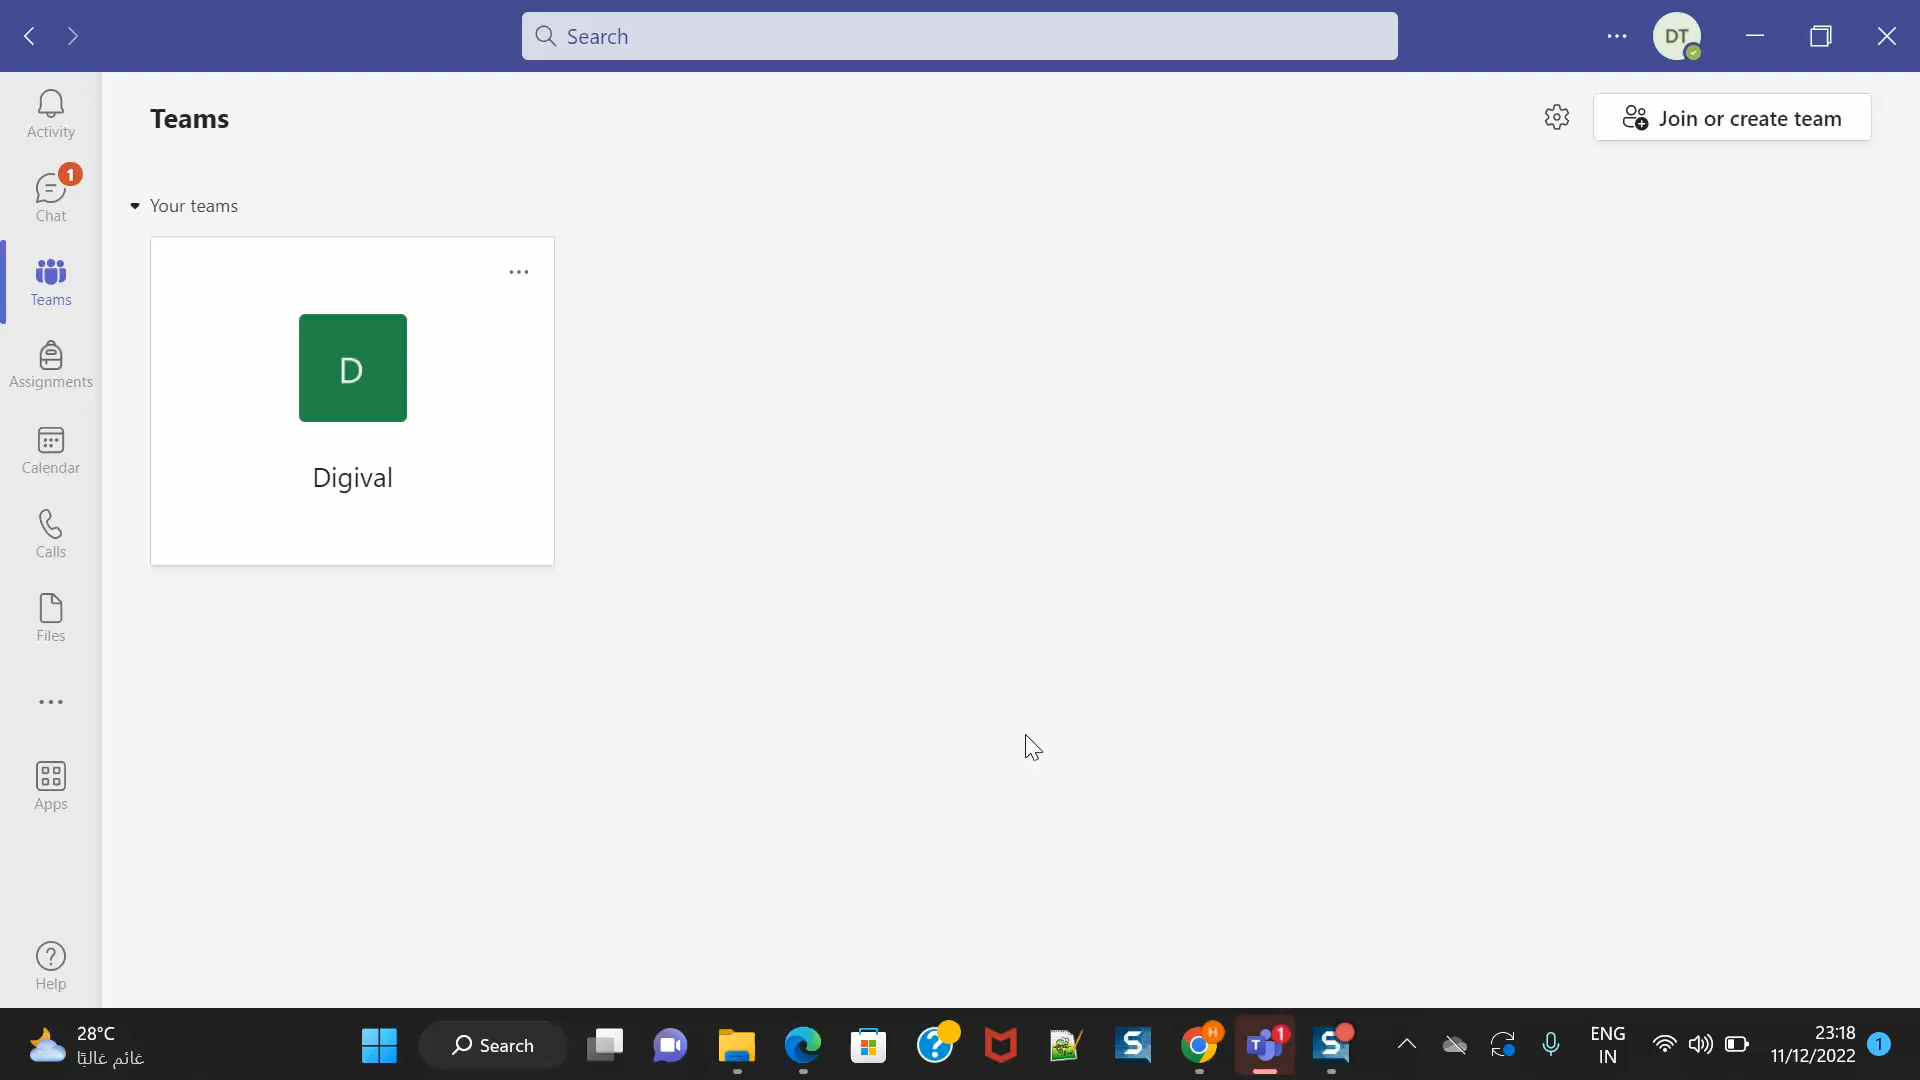 Search
DT
Activity
1
Chat
Teams
Assignments
Calendar
Calls
Files
Apps
Help
Teams
Join or create team
Your teams
D
Digival
28°C
غائم غالبًا
Search
?
S
H
T
1
S
ENG
IN
23:18
11/12/2022
1